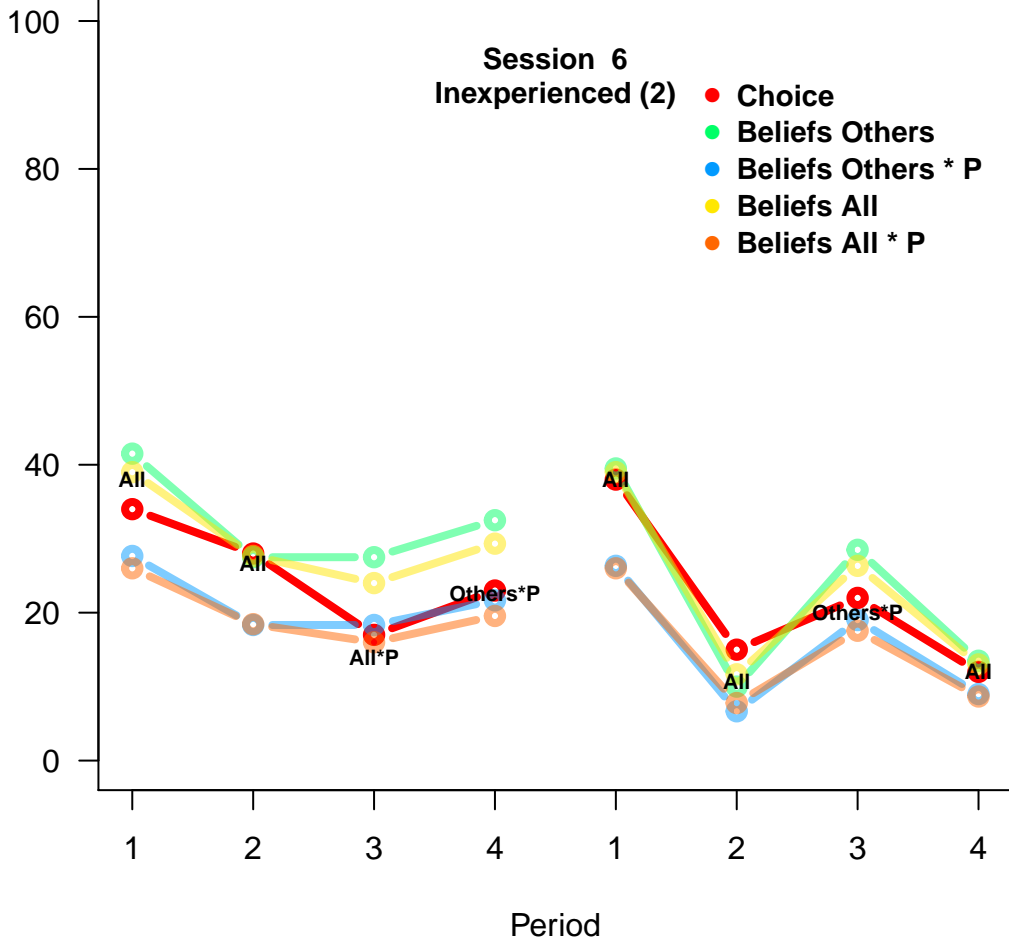 100
80
60
40
20
0
Session 6
Inexperienced (2)
Choice
Beliefs Others
Beliefs Others * P
Beliefs All
Beliefs All * P
All
All
All*P
Others*P
All
All
Others*P
All
1 2 3 4 1 2 3 4
Period